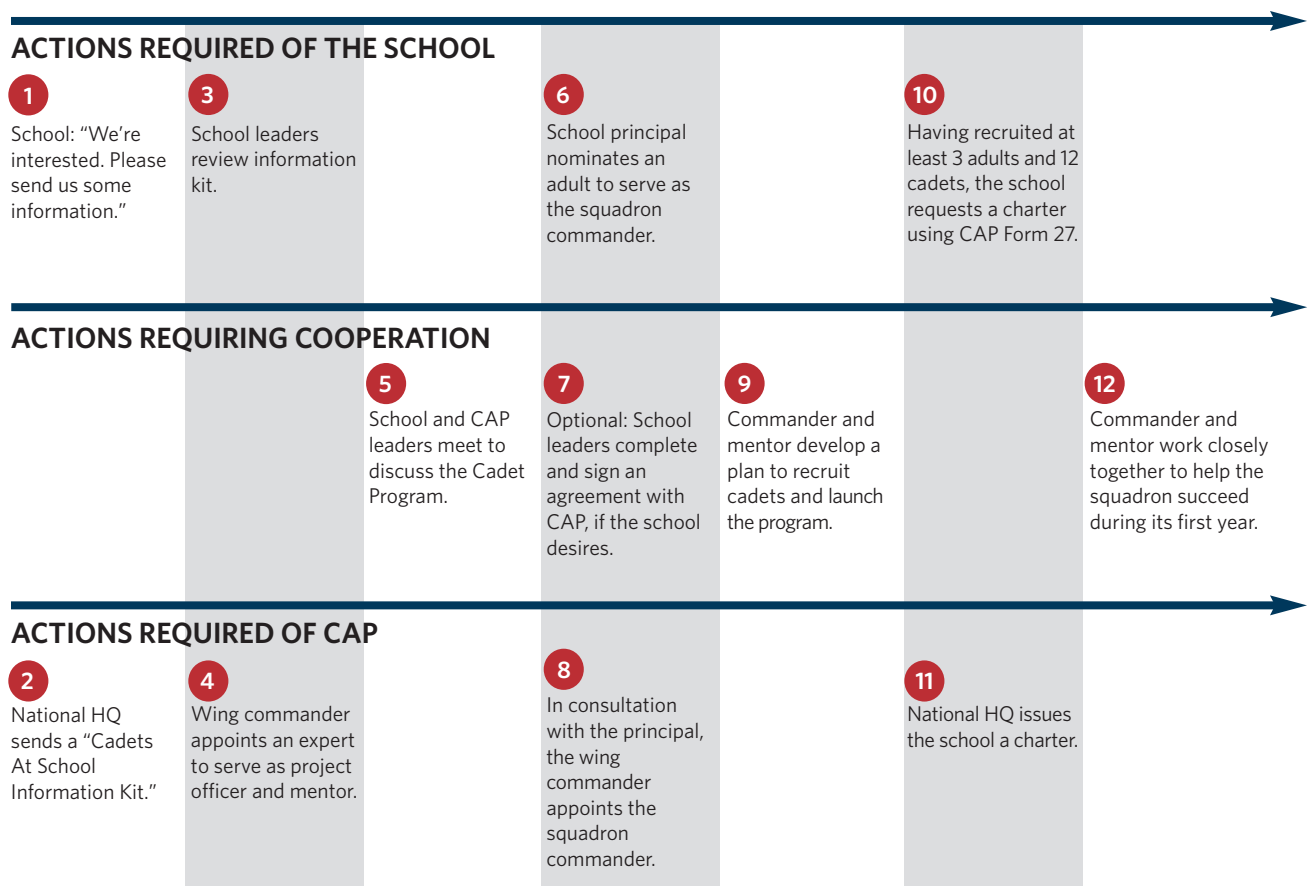 ACTIONS REQUIRED OF THE SCHOOL
1
School: “We’re
interested. Please
send us some
information.”
3
School leaders
review information
kit.
6
School principal
nominates an
adult to serve as
the squadron
commander.
10
Having recruited at
least 3 adults and 12
cadets, the school
requests a charter
using CAP Form 27.
ACTIONS REQUIRING COOPERATION
5
School and CAP
leaders meet to
discuss the Cadet
Program.
7
Optional: School
leaders complete
and sign an
agreement with
CAP, if the school
desires.
9
Commander and
mentor develop a
plan to recruit
cadets and launch
the program.
12
Commander and
mentor work closely
together to help the
squadron succeed
during its first year.
ACTIONS REQUIRED OF CAP
2
National HQ
sends a “Cadets
At School
Information Kit.”
4
Wing commander
appoints an expert
to serve as project
officer and mentor.
8
In consultation
with the principal,
the wing
commander
appoints the
squadron
commander.
11
National HQ issues
the school a charter.